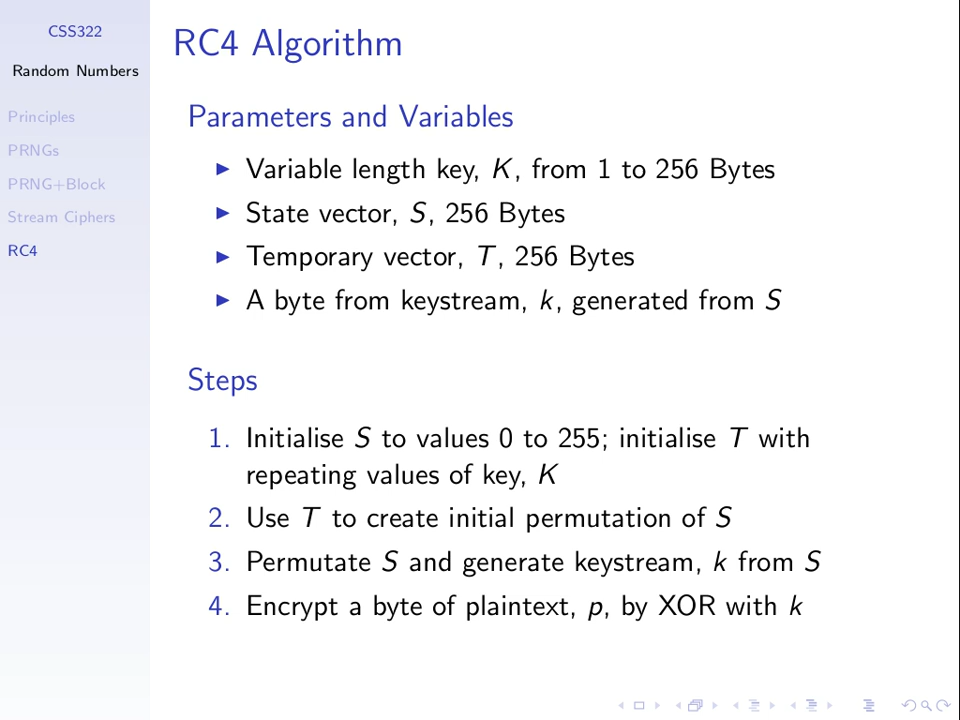 CSS322
Random Numbers
Principles
PRNGs
PRNG+Block
Stream Ciphers
RC4
RC4 Algorithm
Parameters and Variables
Variable length key, K, from 1 to 256 Bytes
State vector, S, 256 Bytes
Temporary vector, T, 256 Bytes
A byte from keystream, k, generated from S
Steps
1. Initialise S to values 0 to 255; initialise T with
repeating values of key, K
2. Use T to create initial permutation of S
3. Permutate S and generate keystream, k from S
4. Encrypt a byte of plaintext, p, by XOR with k